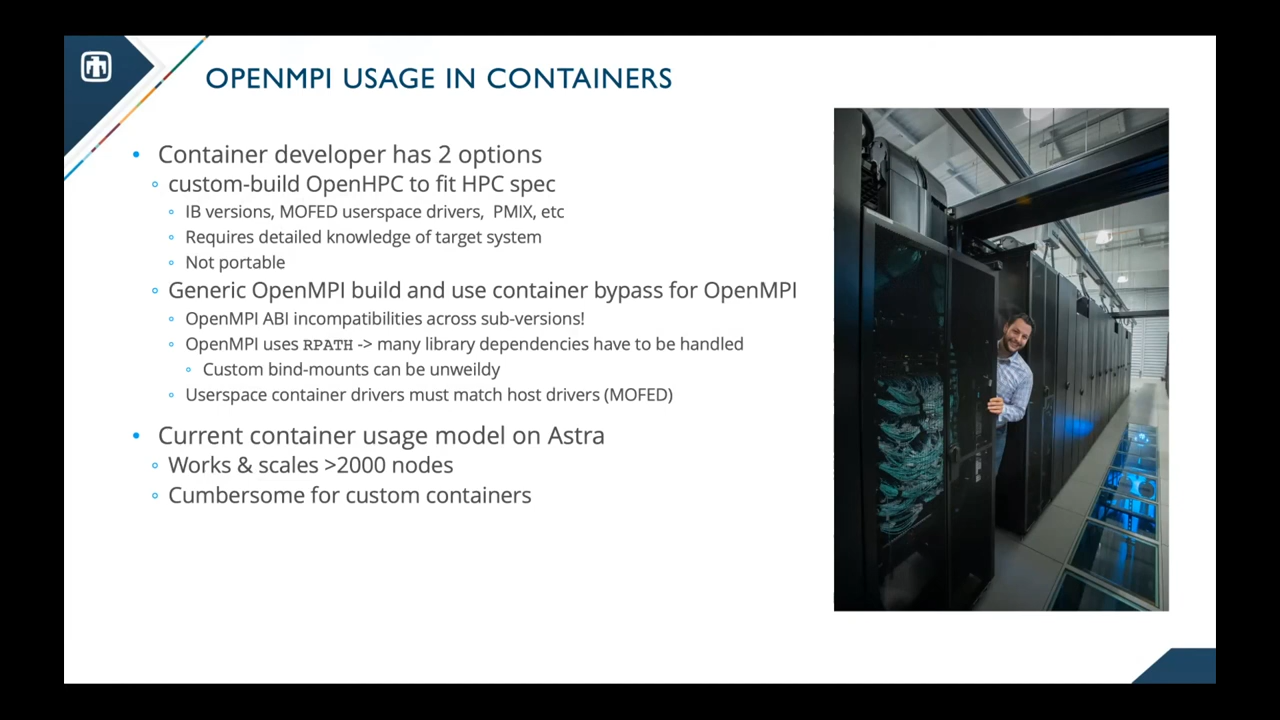 OPENMPI USAGE IN CONTAINERS
• Container developer has 2 options
◦ custom-build OpenHPC to fit HPC spec
◦ IB versions, MOFED userspace drivers, PMIX, etc
◦ Requires detailed knowledge of target system
◦ Not portable
◦ Generic OpenMPI build and use container bypass for OpenMPI
◦ OpenMPI ABI incompatibilities across sub-versions!
◦ OpenMPI uses RPATH -> many library dependencies have to be handled
◦ Custom bind-mounts can be unweildy
◦ Userspace container drivers must match host drivers (MOFED)
• Current container usage model on Astra
◦ Works & scales >2000 nodes
◦ Cumbersome for custom containers